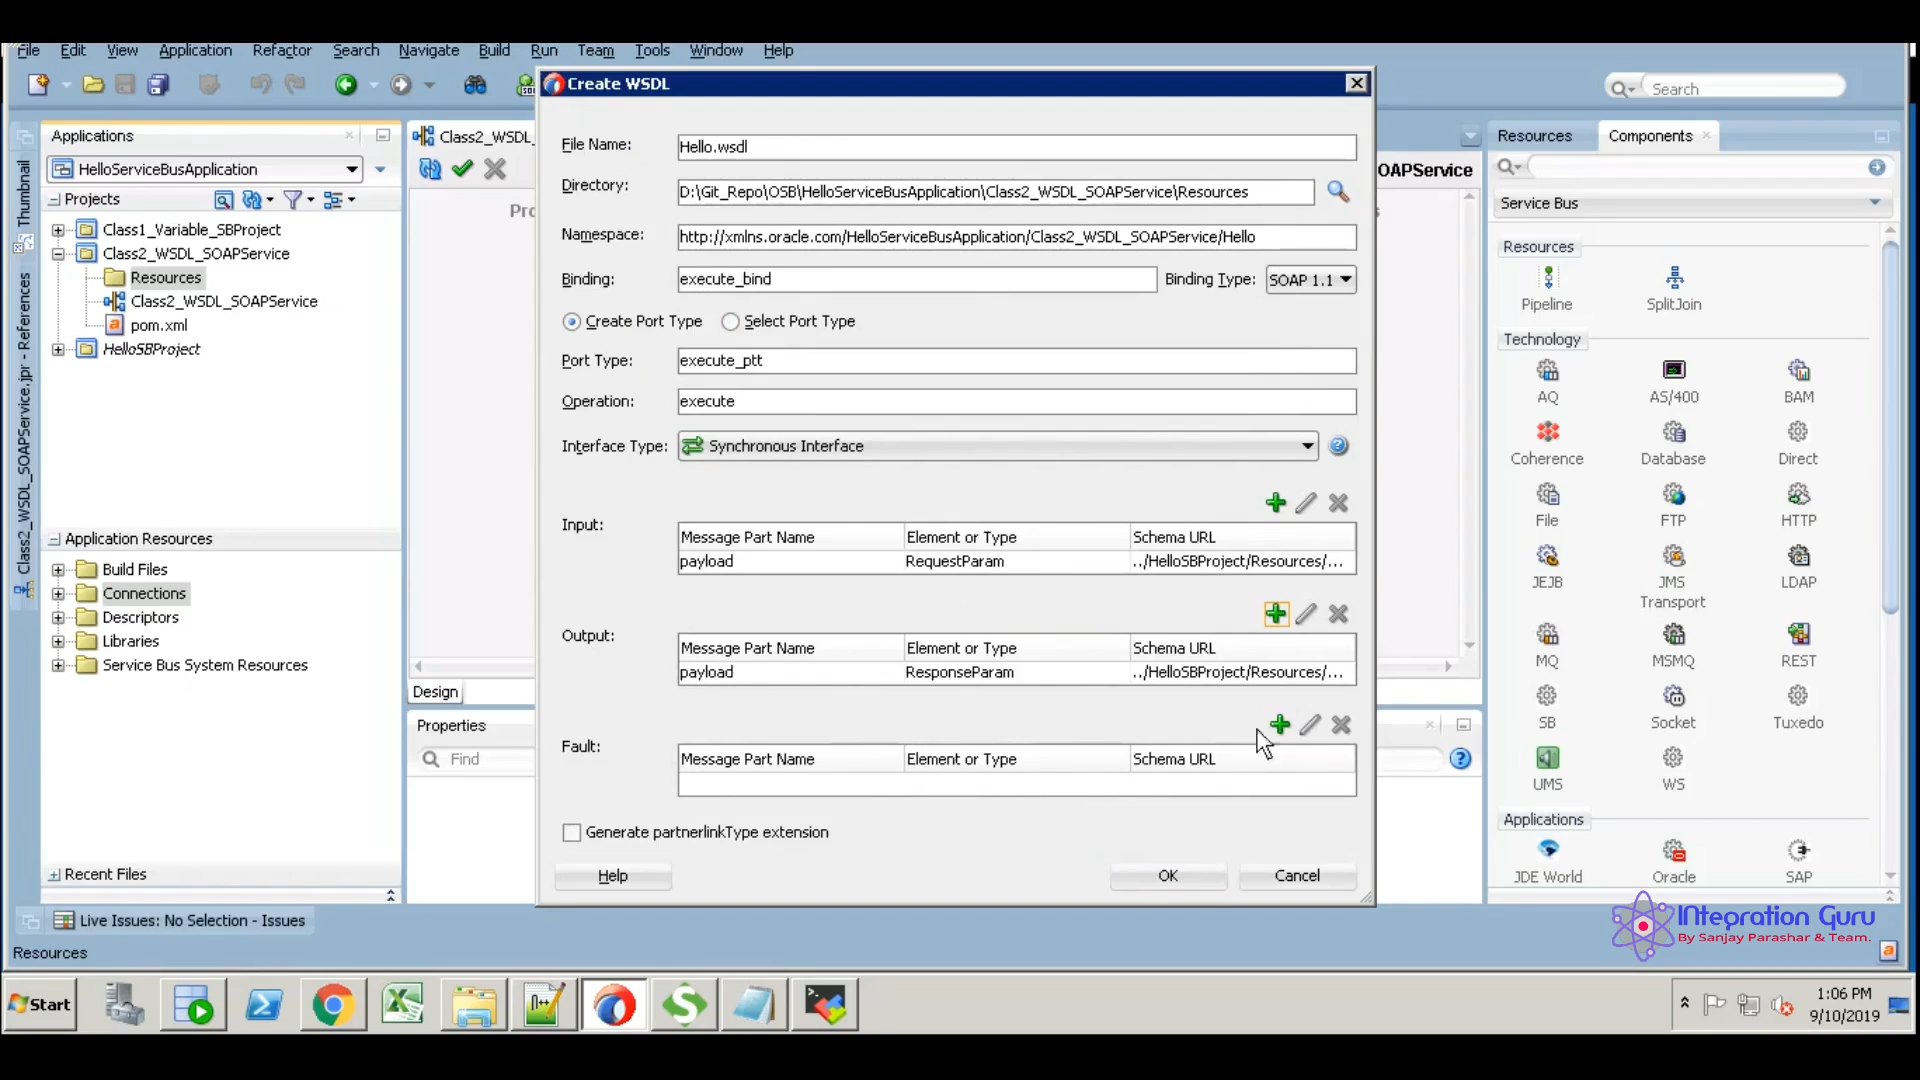 File Edit View Application Refactor Search Navigate Build Run Team Tools Window Help
Search
Create WSDL
Applications
HelloServiceBusApplication
Projects
Class1_Variable_SBProject
Class2_WSDL_SOAPService
Resources
Class2_WSDL_SOAPService
pom.xml
HelloSBProject
Application Resources
Build Files
Connections
Descriptors
Libraries
Service Bus System Resources
Recent Files
Thumbnail
Class2_WSDL_SOAPService.jpr - References
Class2_WSDL_
OAPService
Design
Properties
Find
File Name: Hello.wsdl
Directory: D:\Git_Repo\OSB\HelloServiceBusApplication\Class2_WSDL_SOAPService\Resources
Namespace: http://xmlns.oracle.com/HelloServiceBusApplication/Class2_WSDL_SOAPService/Hello
Binding: execute_bind Binding Type: SOAP 1.1
Create Port Type Select Port Type
Port Type: execute_ptt
Operation: execute
Interface Type: Synchronous Interface
Input:
Message Part Name Element or Type Schema URL
payload RequestParam ../HelloSBProject/Resources/...
Output:
Message Part Name Element or Type Schema URL
payload ResponseParam ../HelloSBProject/Resources/...
Fault:
Message Part Name Element or Type Schema URL
Generate partnerlinkType extension
Help OK Cancel
Resources Components
Service Bus
Resources
Pipeline SplitJoin
Technology
AQ AS/400 BAM
Coherence Database Direct
File FTP HTTP
JEJB JMS Transport LDAP
MQ MSMQ REST
SB Socket Tuxedo
UMS WS
Applications
JDE World Oracle SAP
Live Issues: No Selection - Issues
Resources
INtegration Guru
By Sanjay Parashar & Team.
Start
1:06 PM
9/10/2019